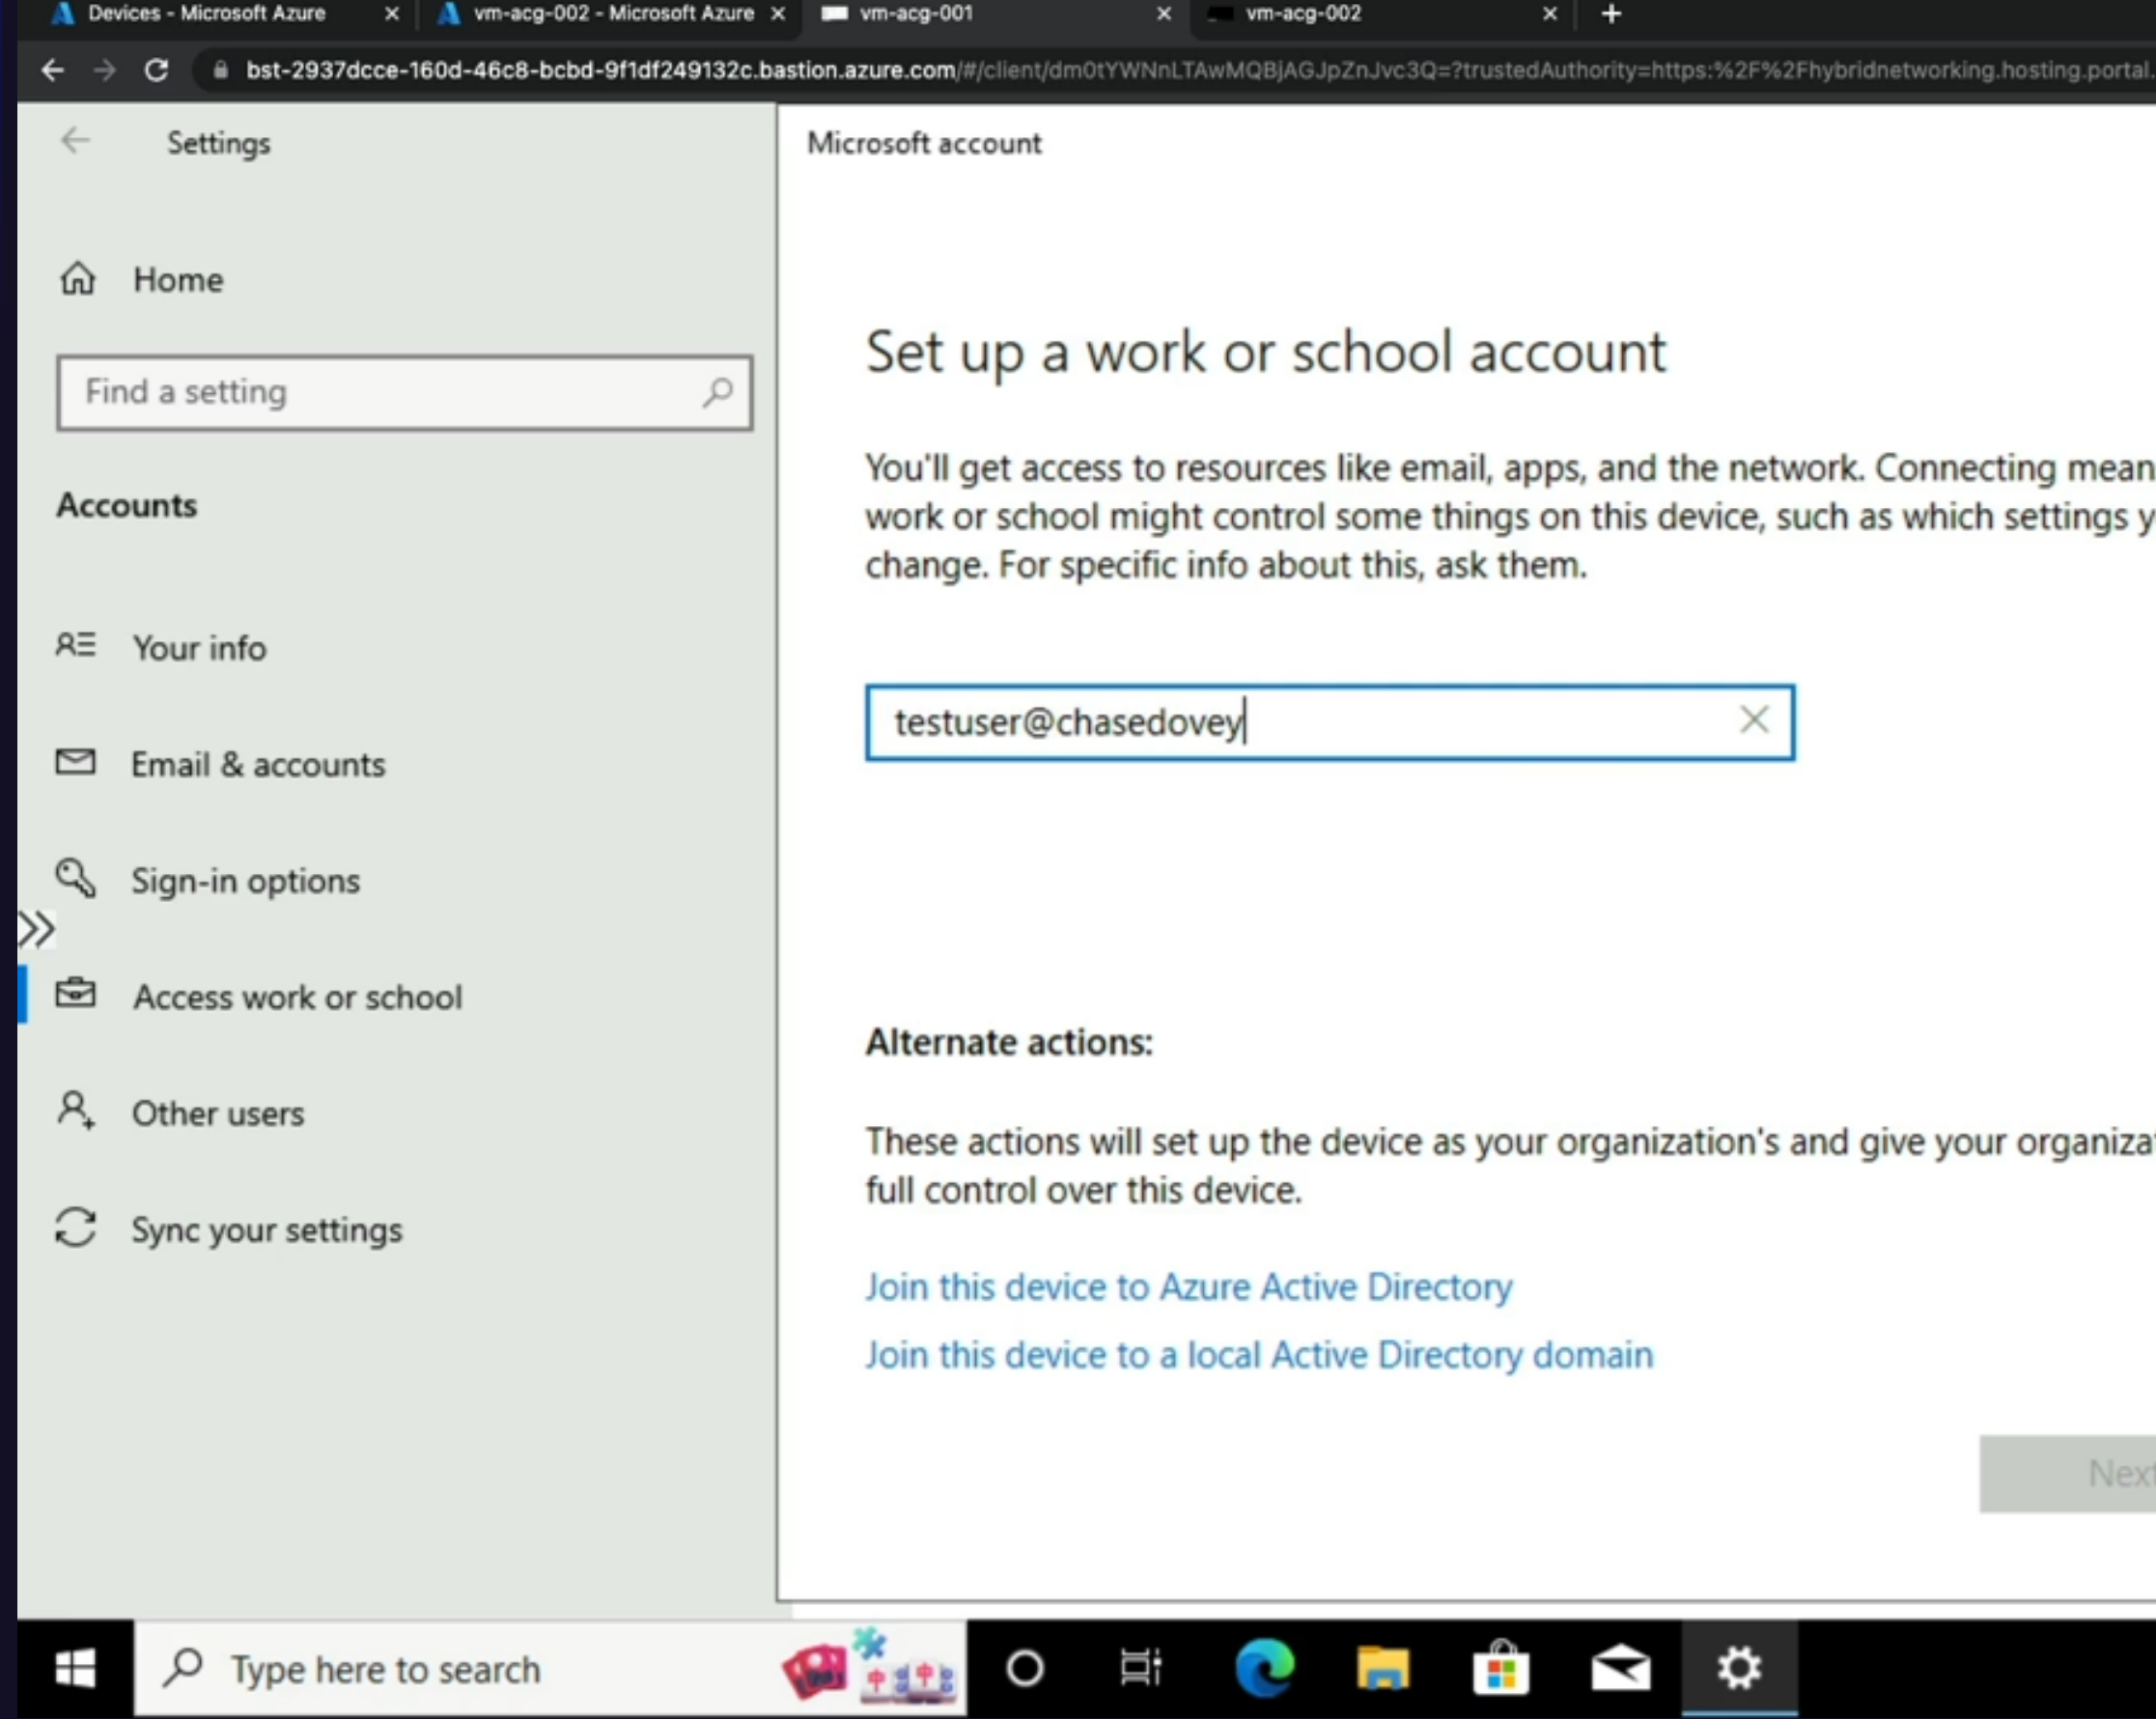 Devices - Microsoft Azure
vm-acg-002 - Microsoft Azure
vm-acg-001
vm-acg-002
bst-2937dcce-160d-46c8-bcbd-9f1df249132c.bastion.azure.com/#/client/dm0tYWNnLTAwMQBjAGJpZnJvc3Q=?trustedAuthority=https:%2F%2Fhybridnetworking.hosting.portal.
Settings
Home
Find a setting
Accounts
Your info
Email & accounts
Sign-in options
Access work or school
Other users
Sync your settings
Microsoft account
Set up a work or school account
You'll get access to resources like email, apps, and the network. Connecting mean
work or school might control some things on this device, such as which settings y
change. For specific info about this, ask them.
testuser@chasedovey
Alternate actions:
These actions will set up the device as your organization's and give your organiza
full control over this device.
Join this device to Azure Active Directory
Join this device to a local Active Directory domain
Next
Type here to search